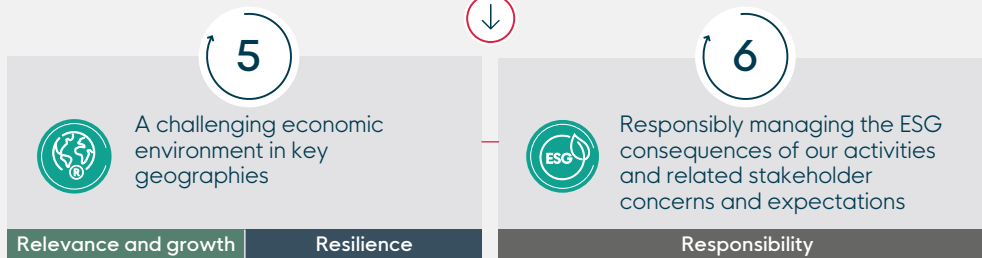 5
A challenging economic
environment in key
geographies
R
Relevance and growth
Resilience
6
ESG
Responsibly managing the ESG
consequences of our activities
and related stakeholder
concerns and expectations
Responsibility